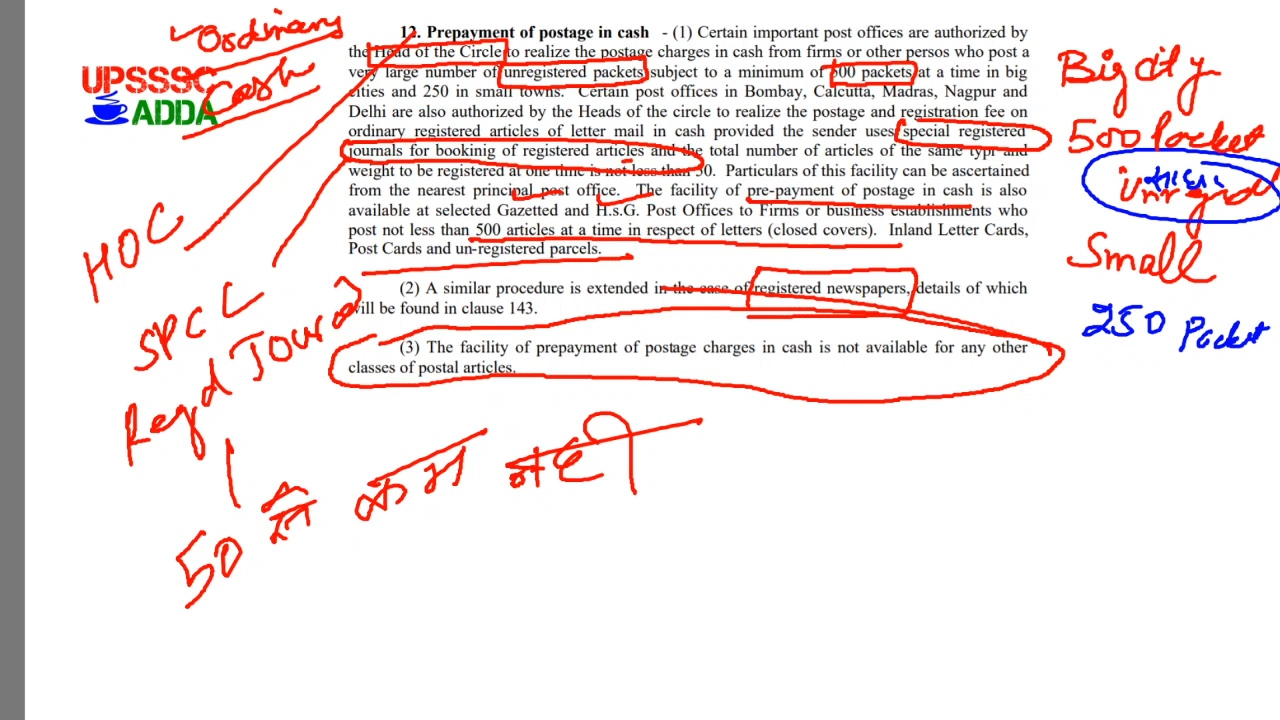 Ordinary
Cash
UPSSSC
ADDA
12. Prepayment of postage in cash - (1) Certain important post offices are authorized by
the Head of the Circle to realize the postage charges in cash from firms or other persos who post a
very large number of unregistered packets subject to a minimum of 500 packets at a time in big
cities and 250 in small towns. Certain post offices in Bombay, Calcutta, Madras, Nagpur and
Delhi are also authorized by the Heads of the circle to realize the postage and registration fee on
ordinary registered articles of letter mail in cash provided the sender uses special registered
journals for bookinig of registered articles and the total number of articles of the same typr and
weight to be registered at one time is not less than 50. Particulars of this facility can be ascertained
from the nearest principal post office. The facility of pre-payment of postage in cash is also
available at selected Gazetted and H.s.G. Post Offices to Firms or business establishments who
post not less than 500 articles at a time in respect of letters (closed covers). Inland Letter Cards,
Post Cards and un-registered parcels.
(2) A similar procedure is extended in the case of registered newspapers, details of which
will be found in clause 143.
(3) The facility of prepayment of postage charges in cash is not available for any other
classes of postal articles.
Big city
500 Packet
Small
250 Packet
HOC
SPCL
Regd
50 से कम नही